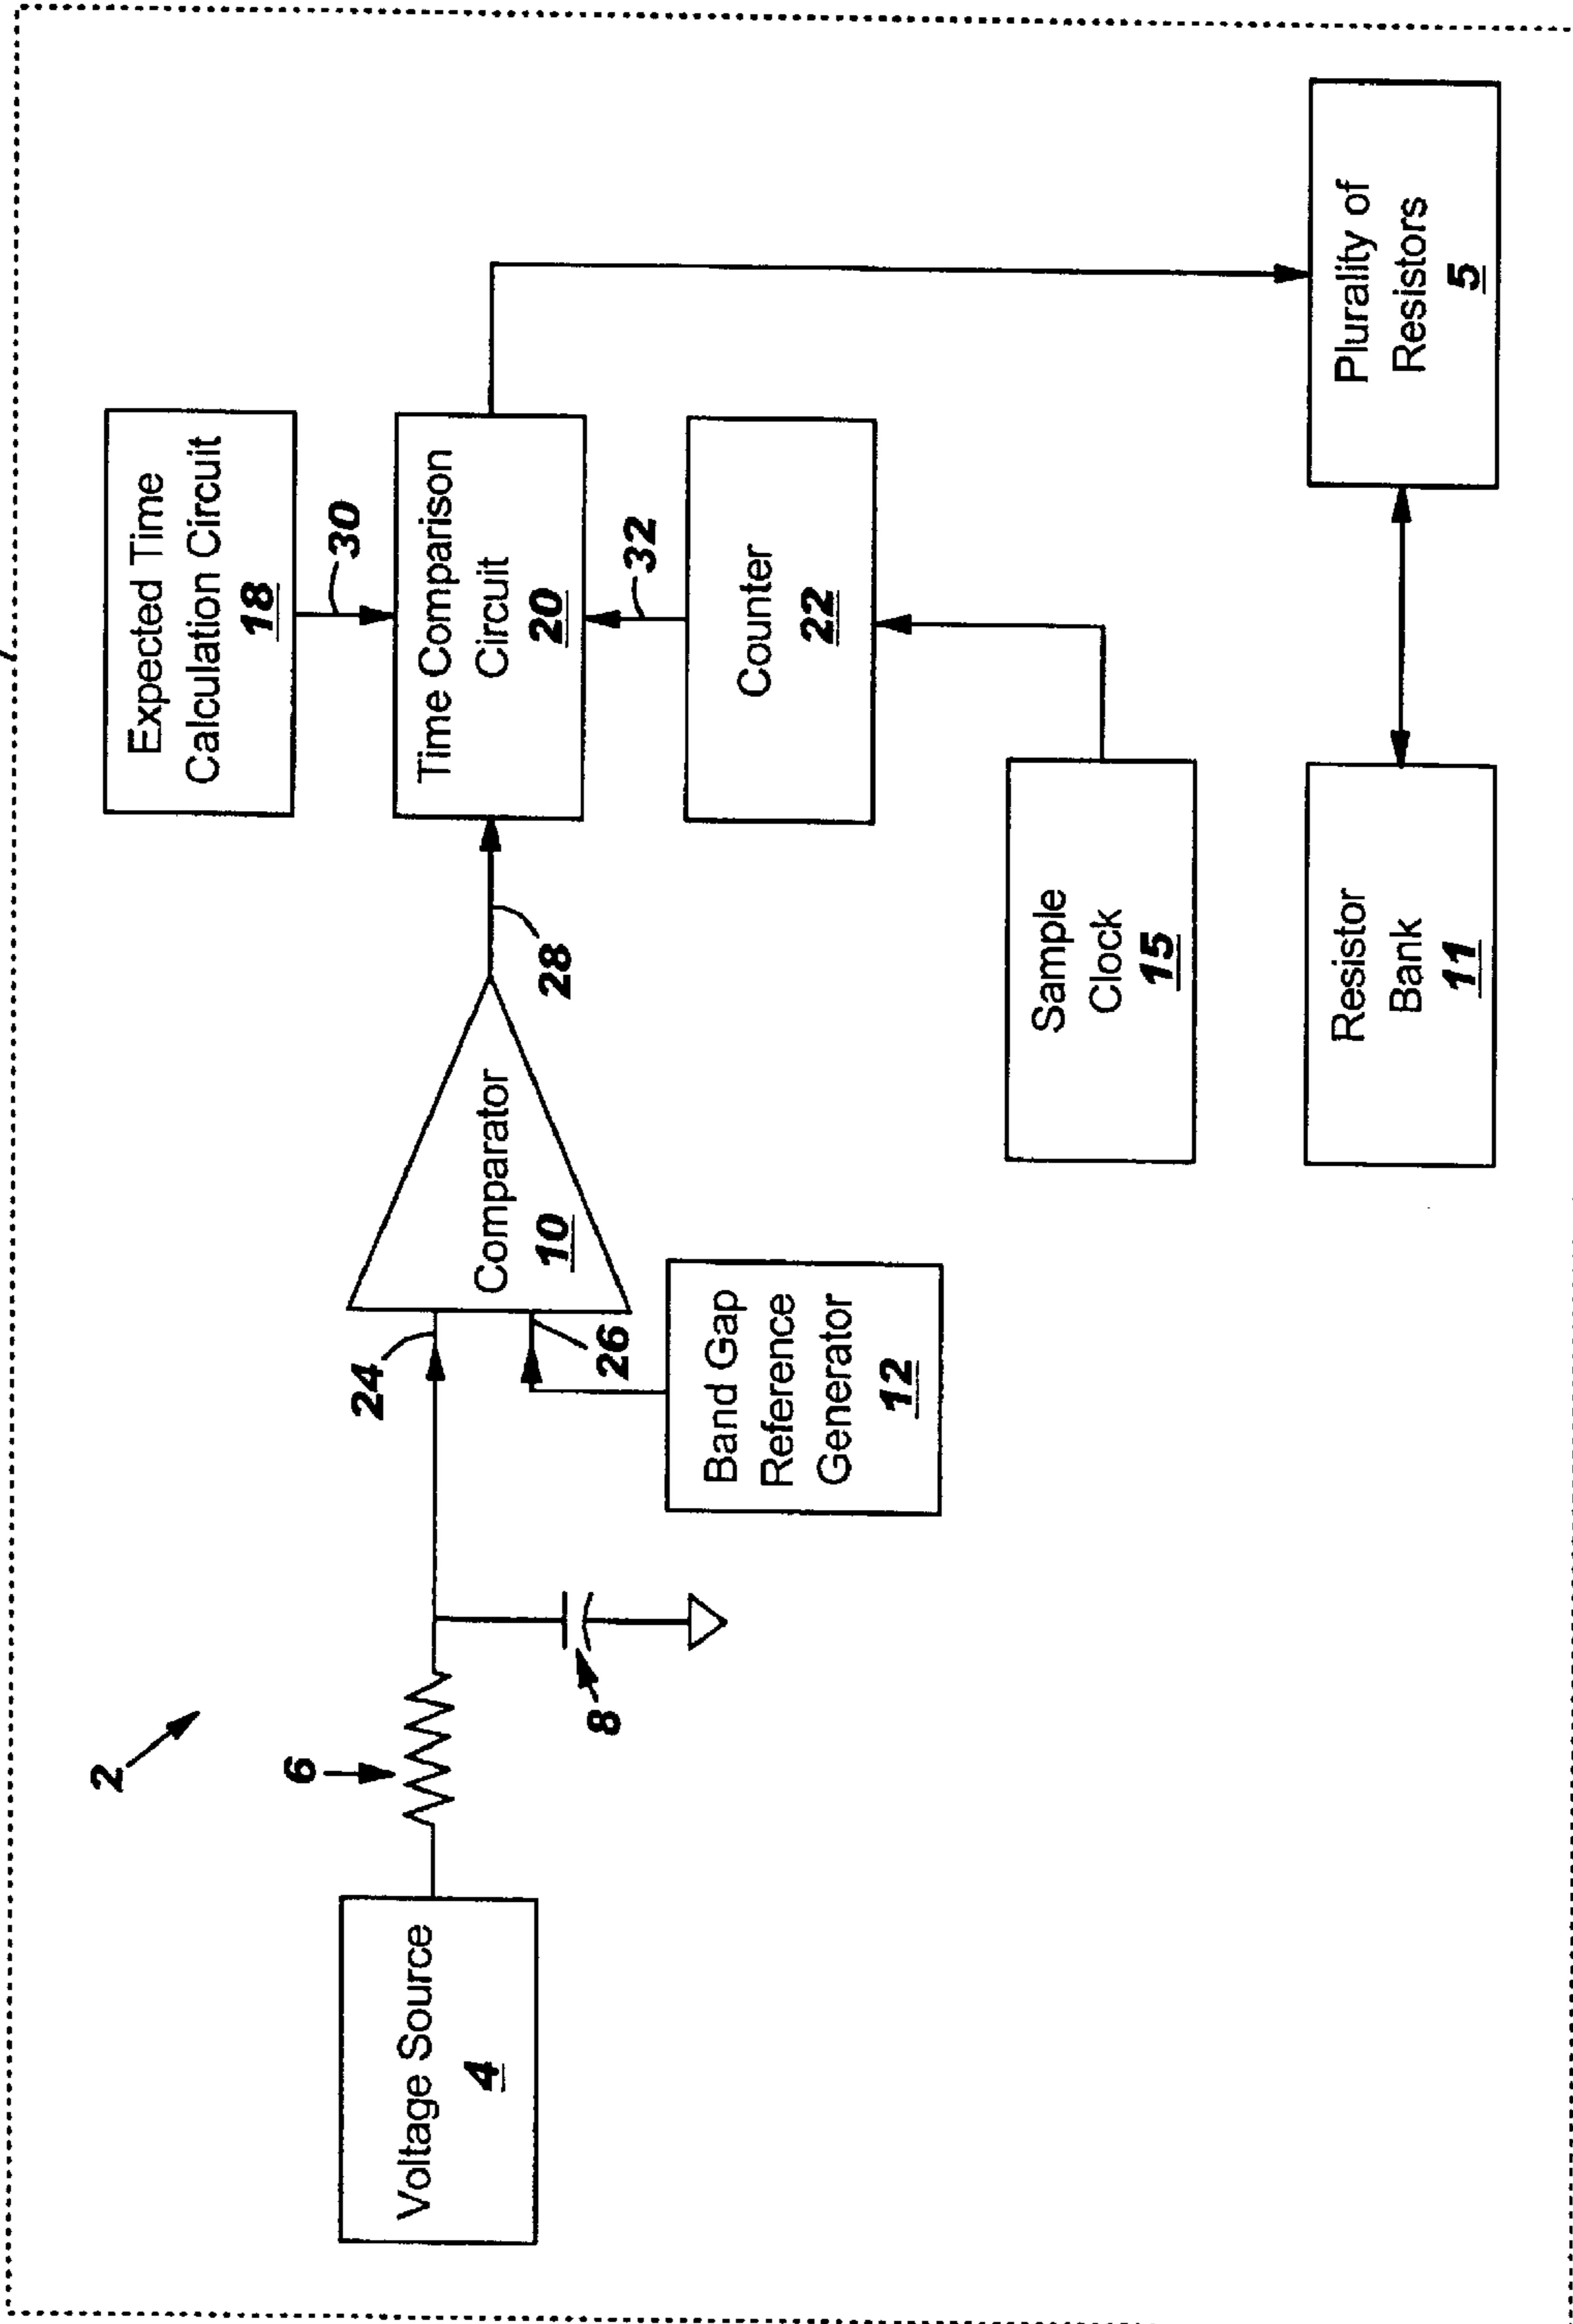 2
Voltage Source
4
6
8
24
26
Band Gap
Reference
Generator
12
Comparator
10
28
Expected Time
Calculation Circuit
18
30
Time Comparison
Circuit
20
32
Counter
22
Sample
Clock
15
Resistor
Bank
11
Plurality of
Resistors
5